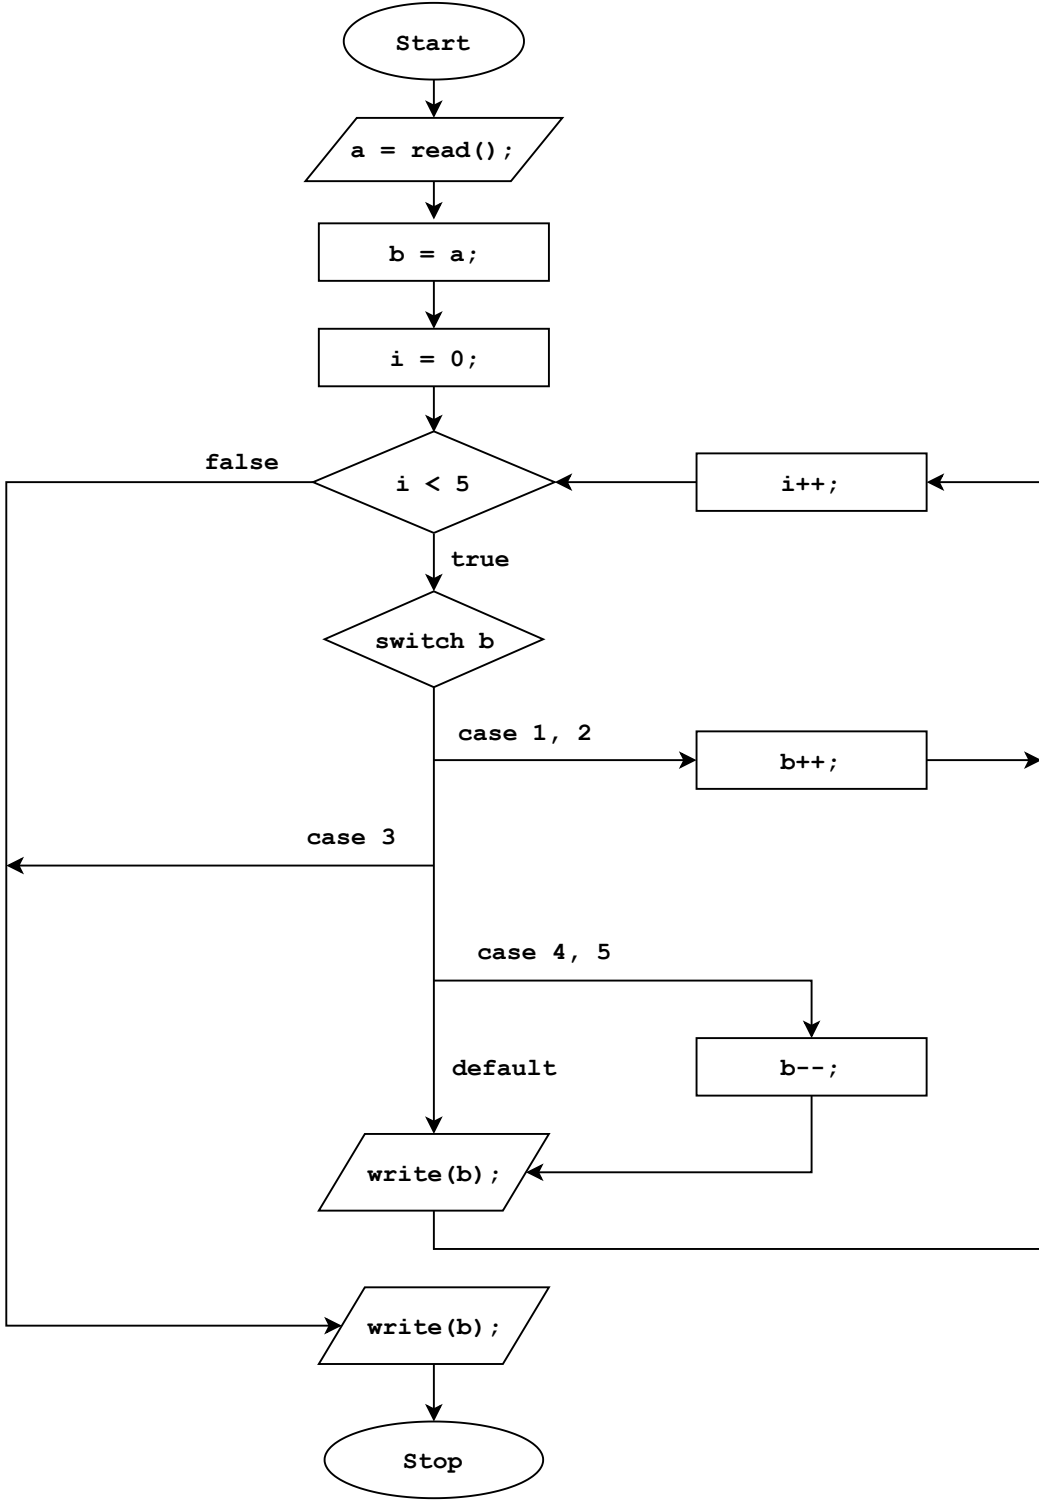 Start
a = read();
b = a;
i = 0;
false
i < 5
i++;
true
switch b
case 1, 2
b++;
case 3
case 4, 5
default
b--;
write(b);
write(b);
Stop